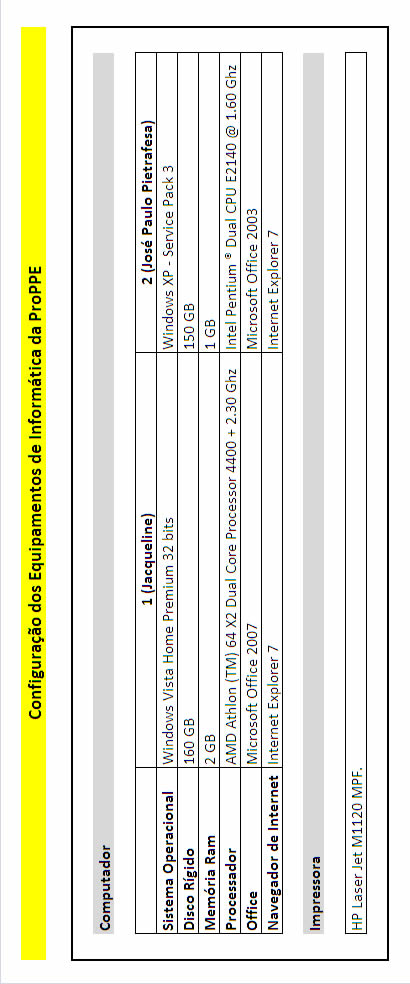 Configuração dos Equipamentos de Informática da ProPPE
Computador
1 (Jacqueline) 2 (José Paulo Pietrafesa)
Sistema Operacional Windows Vista Home Premium 32 bits Windows XP - Service Pack 3
Disco Rígido 160 GB 150 GB
Memória Ram 2 GB 1 GB
Processador AMD Athlon (TM) 64 X2 Dual Core Processor 4400 + 2.30 Ghz Intel Pentium ® Dual CPU E2140 @ 1.60 Ghz
Office Microsoft Office 2007 Microsoft Office 2003
Navegador de Internet Internet Explorer 7 Internet Explorer 7
Impressora
HP Laser Jet M1120 MPF.